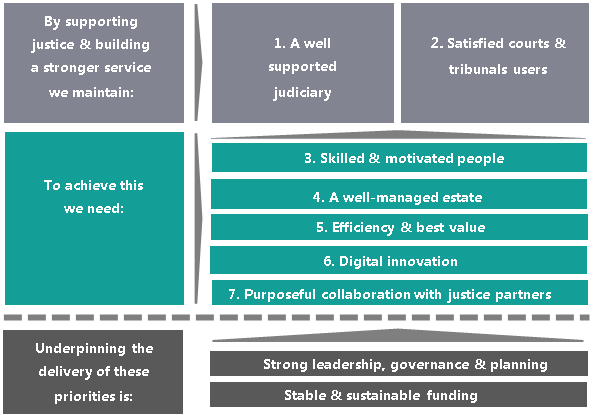 By supporting
justice & building
a stronger service
we maintain:
1. A well
supported
judiciary
2. Satisfied courts &
tribunals users
To achieve this
we need:
3. Skilled & motivated people
4. A well-managed estate
5. Efficiency & best value
6. Digital innovation
7. Purposeful collaboration with justice partners
Underpinning the
delivery of these
priorities is:
Strong leadership, governance & planning
Stable & sustainable funding